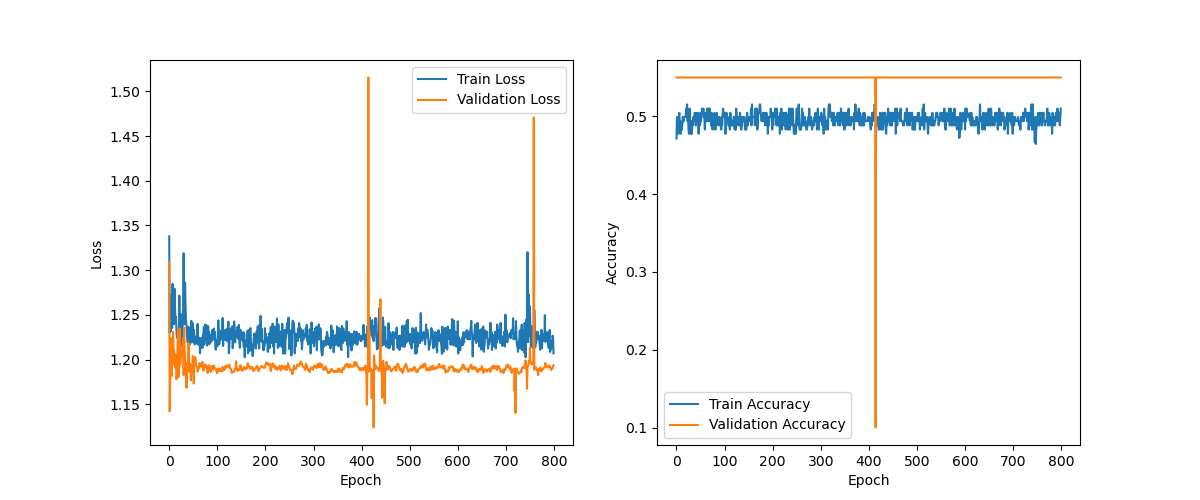 1.50
1.45
1.40
1.35
1.30
1.25
1.20
1.15
Loss
0 100 200 300 400 500 600 700 800
Epoch
Train Loss
Validation Loss
0.5
0.4
0.3
0.2
0.1
Accuracy
0 100 200 300 400 500 600 700 800
Epoch
Train Accuracy
Validation Accuracy